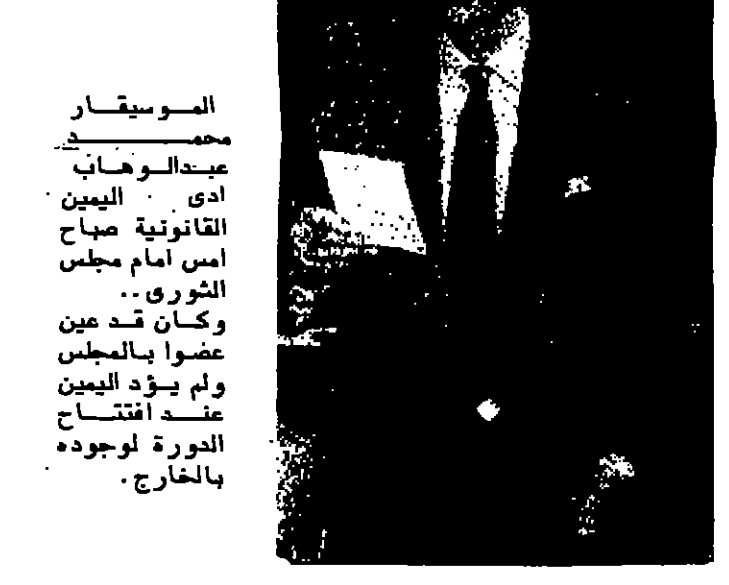 الموسيقار
محمد
عبدالوهاب
ادى اليمين
القانونية صباح
امس امام مجلس
الثورى..
وكان قد عين
عضوا بالمجلس
ولم يؤد اليمين
عند افتتاح
الدورة لوجوده
بالخارج.